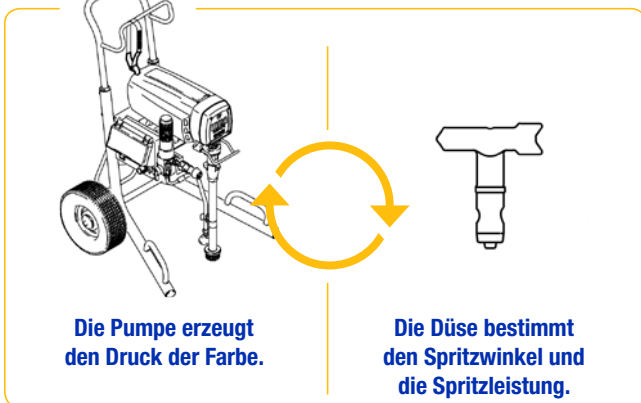 Die Pumpe erzeugt
den Druck der Farbe.
Die Düse bestimmt
den Spritzwinkel und
die Spritzleistung.